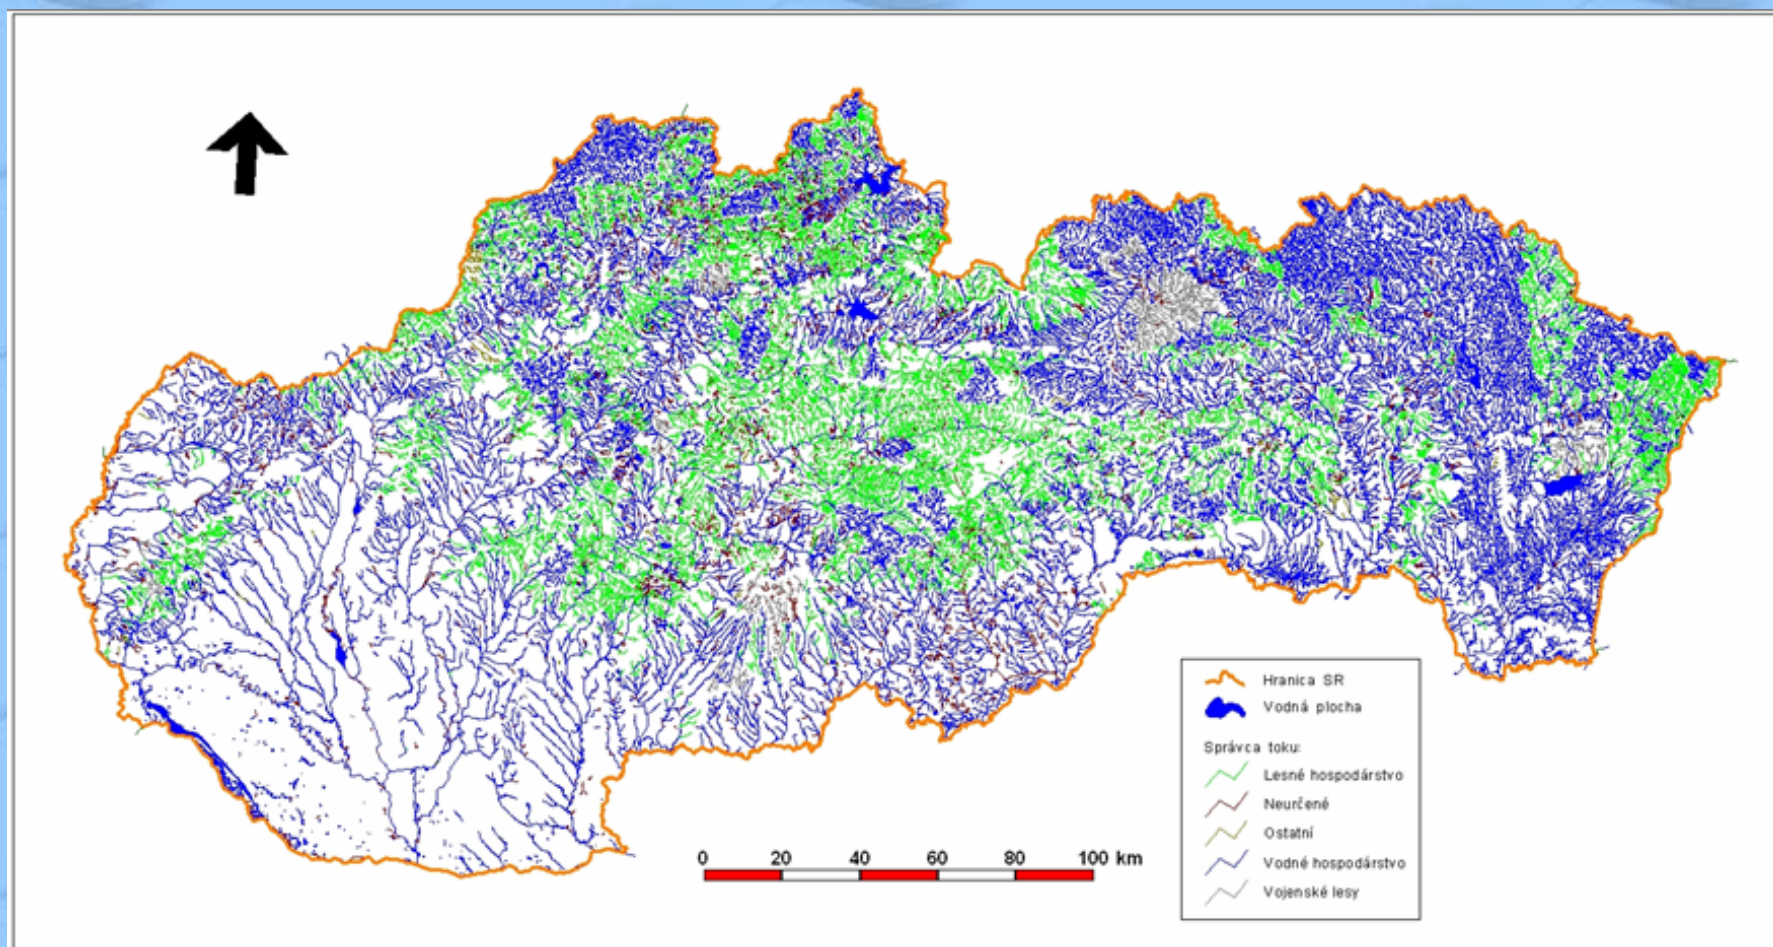 0 20 40 60 80 100 km
Hranica SR
Vodná plocha
Správca toku:
Lesné hospodárstvo
Neurčené
Ostatní
Vodné hospodárstvo
Vojenské lesy